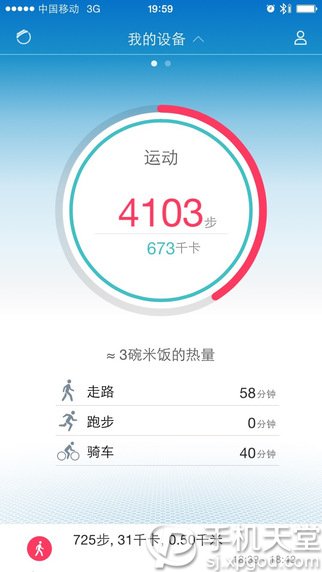 中国移动 3G 19:59
我的设备
运动
4103步
673千卡
≈ 3碗米饭的热量
走路 58分钟
跑步 0分钟
骑车 40分钟
725步, 31千卡, 0.50千米
手机天堂
sj.xpgod.com